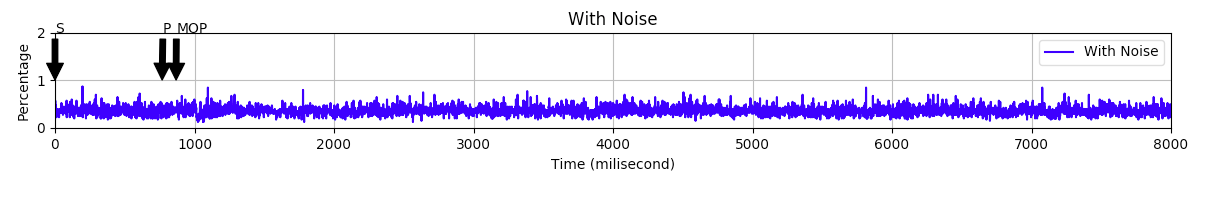 With Noise
S P MOP
2
1
0
Percentage
With Noise
0 1000 2000 3000 4000 5000 6000 7000 8000
Time (milisecond)